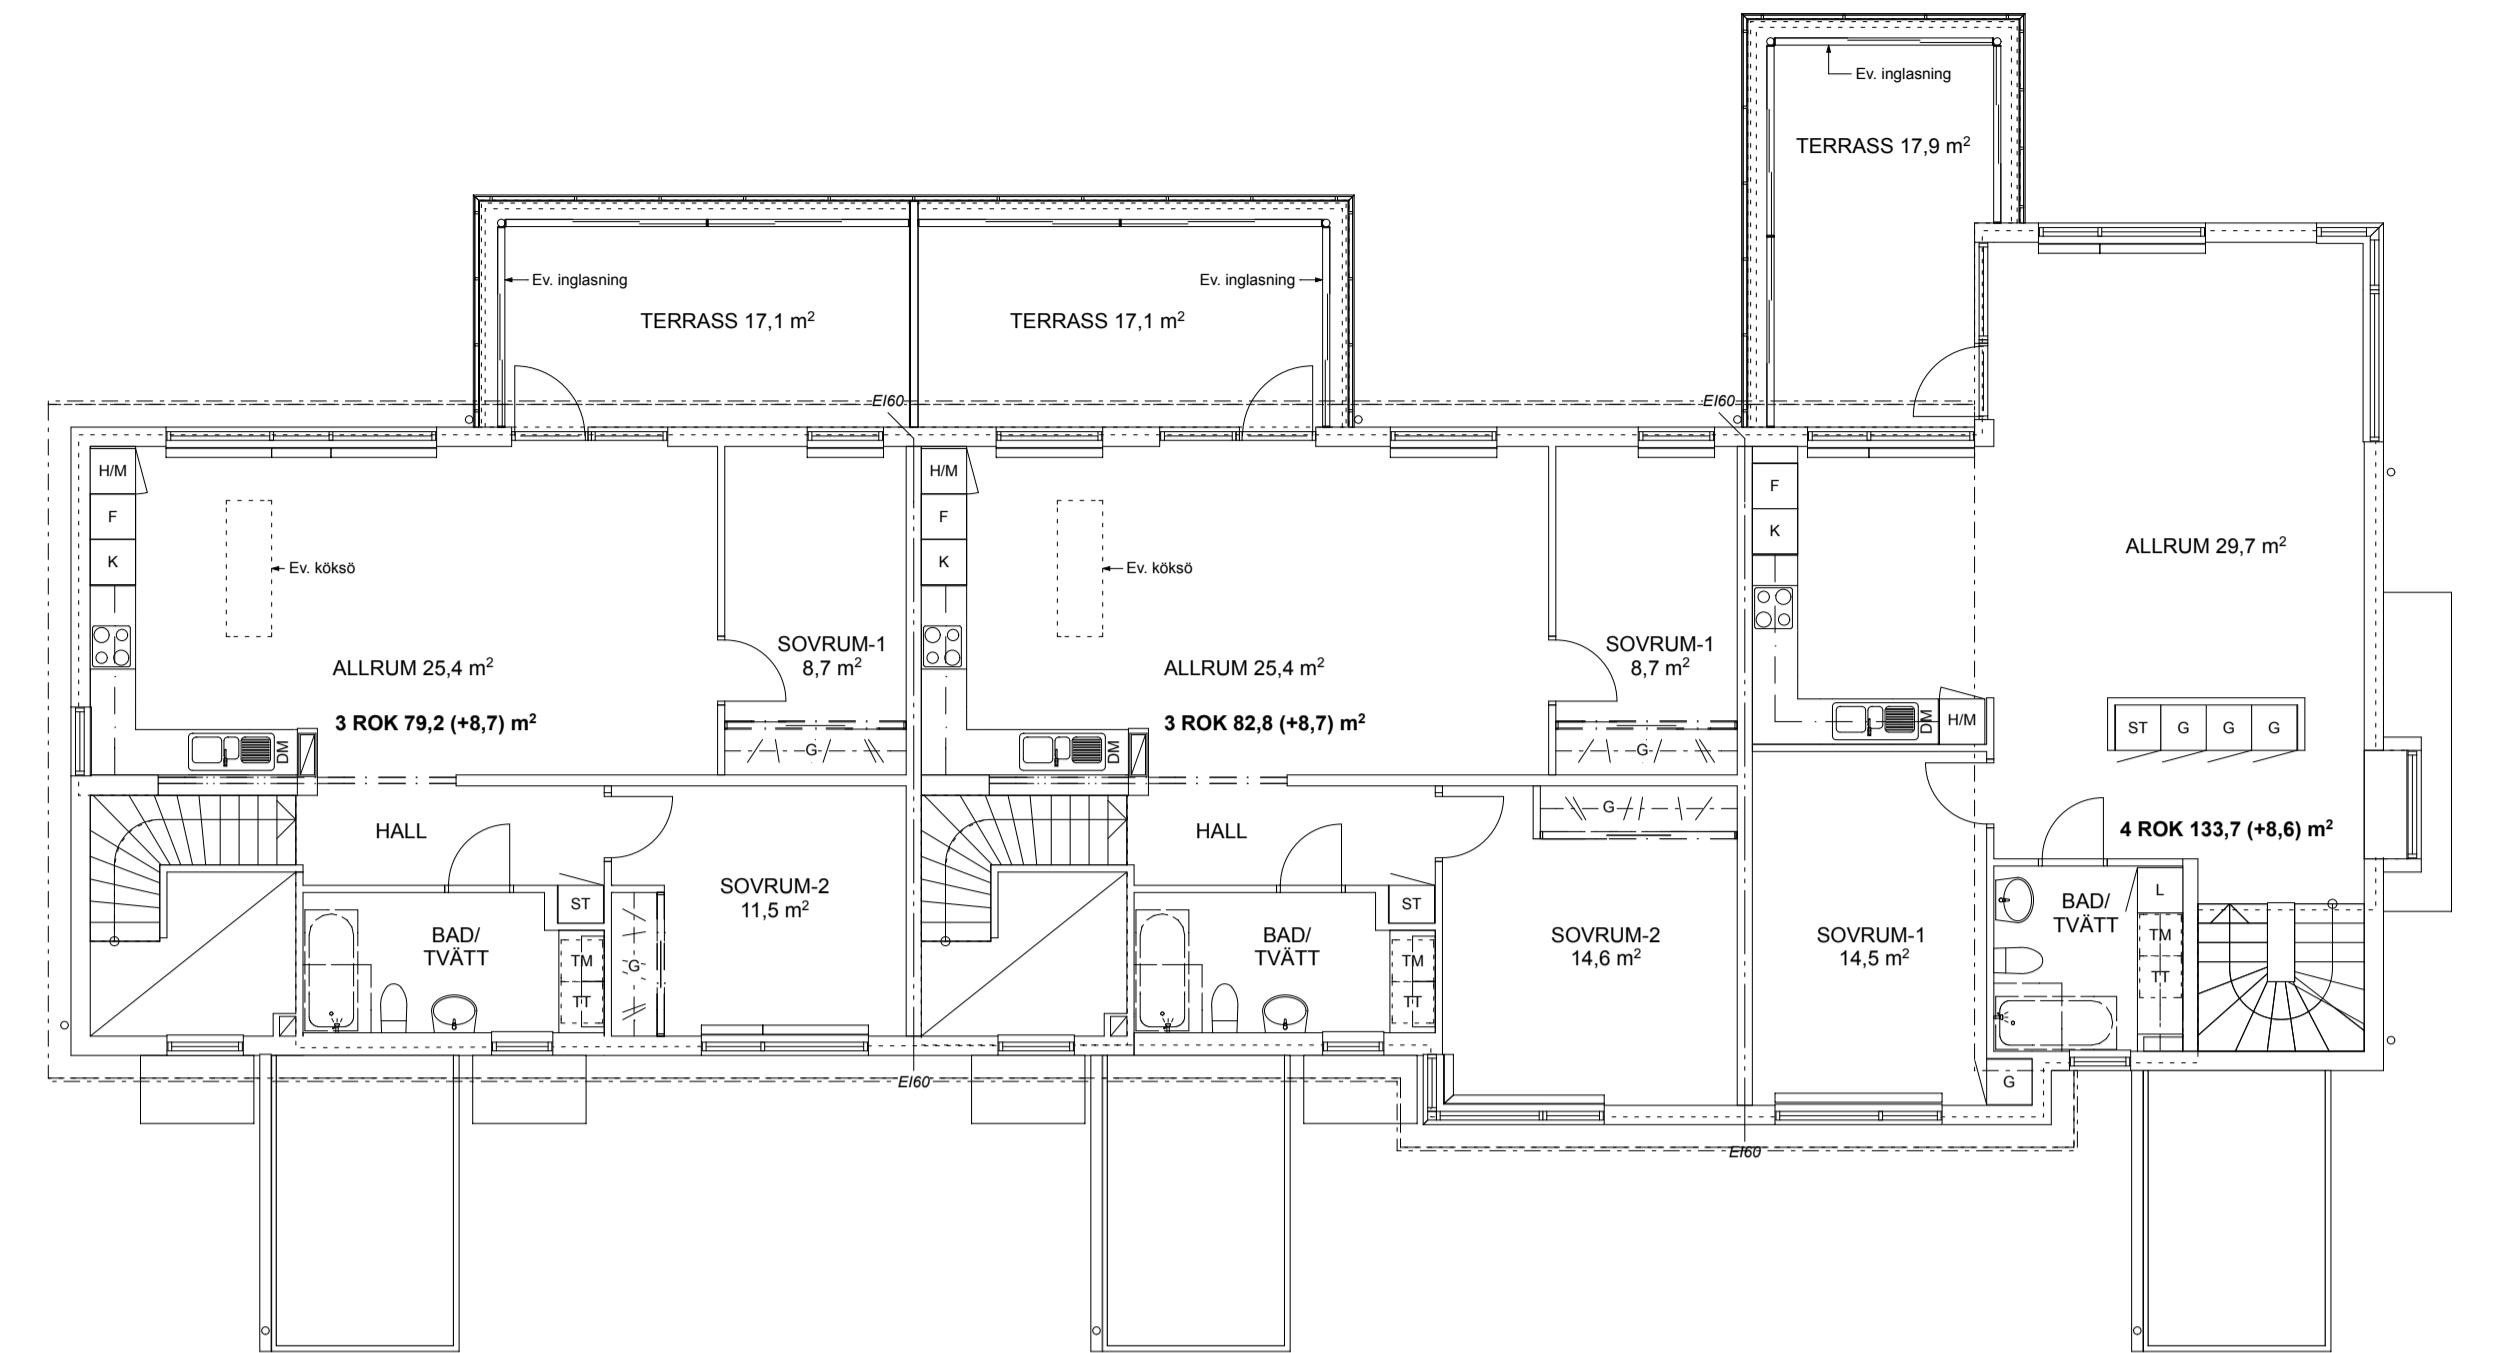 Ev. inglasning
TERRASS 17,9 m²
Ev. inglasning
Ev. inglasning
TERRASS 17,1 m²
TERRASS 17,1 m²
EI60
EI60
H/M
F
K
Ev. köksö
ALLRUM 25,4 m²
3 ROK 79,2 (+8,7) m²
DM
SOVRUM-1
8,7 m²
G
H/M
F
K
Ev. köksö
ALLRUM 25,4 m²
3 ROK 82,8 (+8,7) m²
DM
SOVRUM-1
8,7 m²
G
F
K
DM
H/M
ALLRUM 29,7 m²
ST
G
G
G
4 ROK 133,7 (+8,6) m²
HALL
BAD/
TVÄTT
ST
TM
TT
G
SOVRUM-2
11,5 m²
HALL
BAD/
TVÄTT
ST
TM
TT
G
SOVRUM-2
14,6 m²
SOVRUM-1
14,5 m²
G
BAD/
TVÄTT
L
TM
TT
EI60
EI60